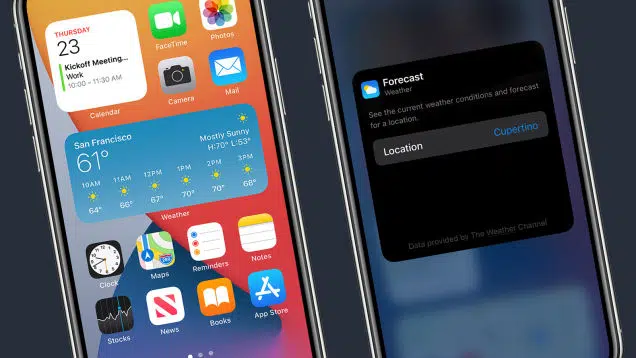 THURSDAY
23
Kickoff Meeting...
Work
10:00 – 11:30 AM
Calendar
FaceTime
Photos
Camera
Mail
San Francisco
61°
Mostly Sunny
H:70° L:53°
10AM 11AM 12PM 1PM 2PM 3PM
64° 66° 67° 70° 70° 68°
Weather
Clock
Maps
Reminders
Notes
Stocks
News
Books
App Store
Forecast
Weather
See the current weather conditions and forecast
for a location.
Location Cupertino
Data provided by The Weather Channel